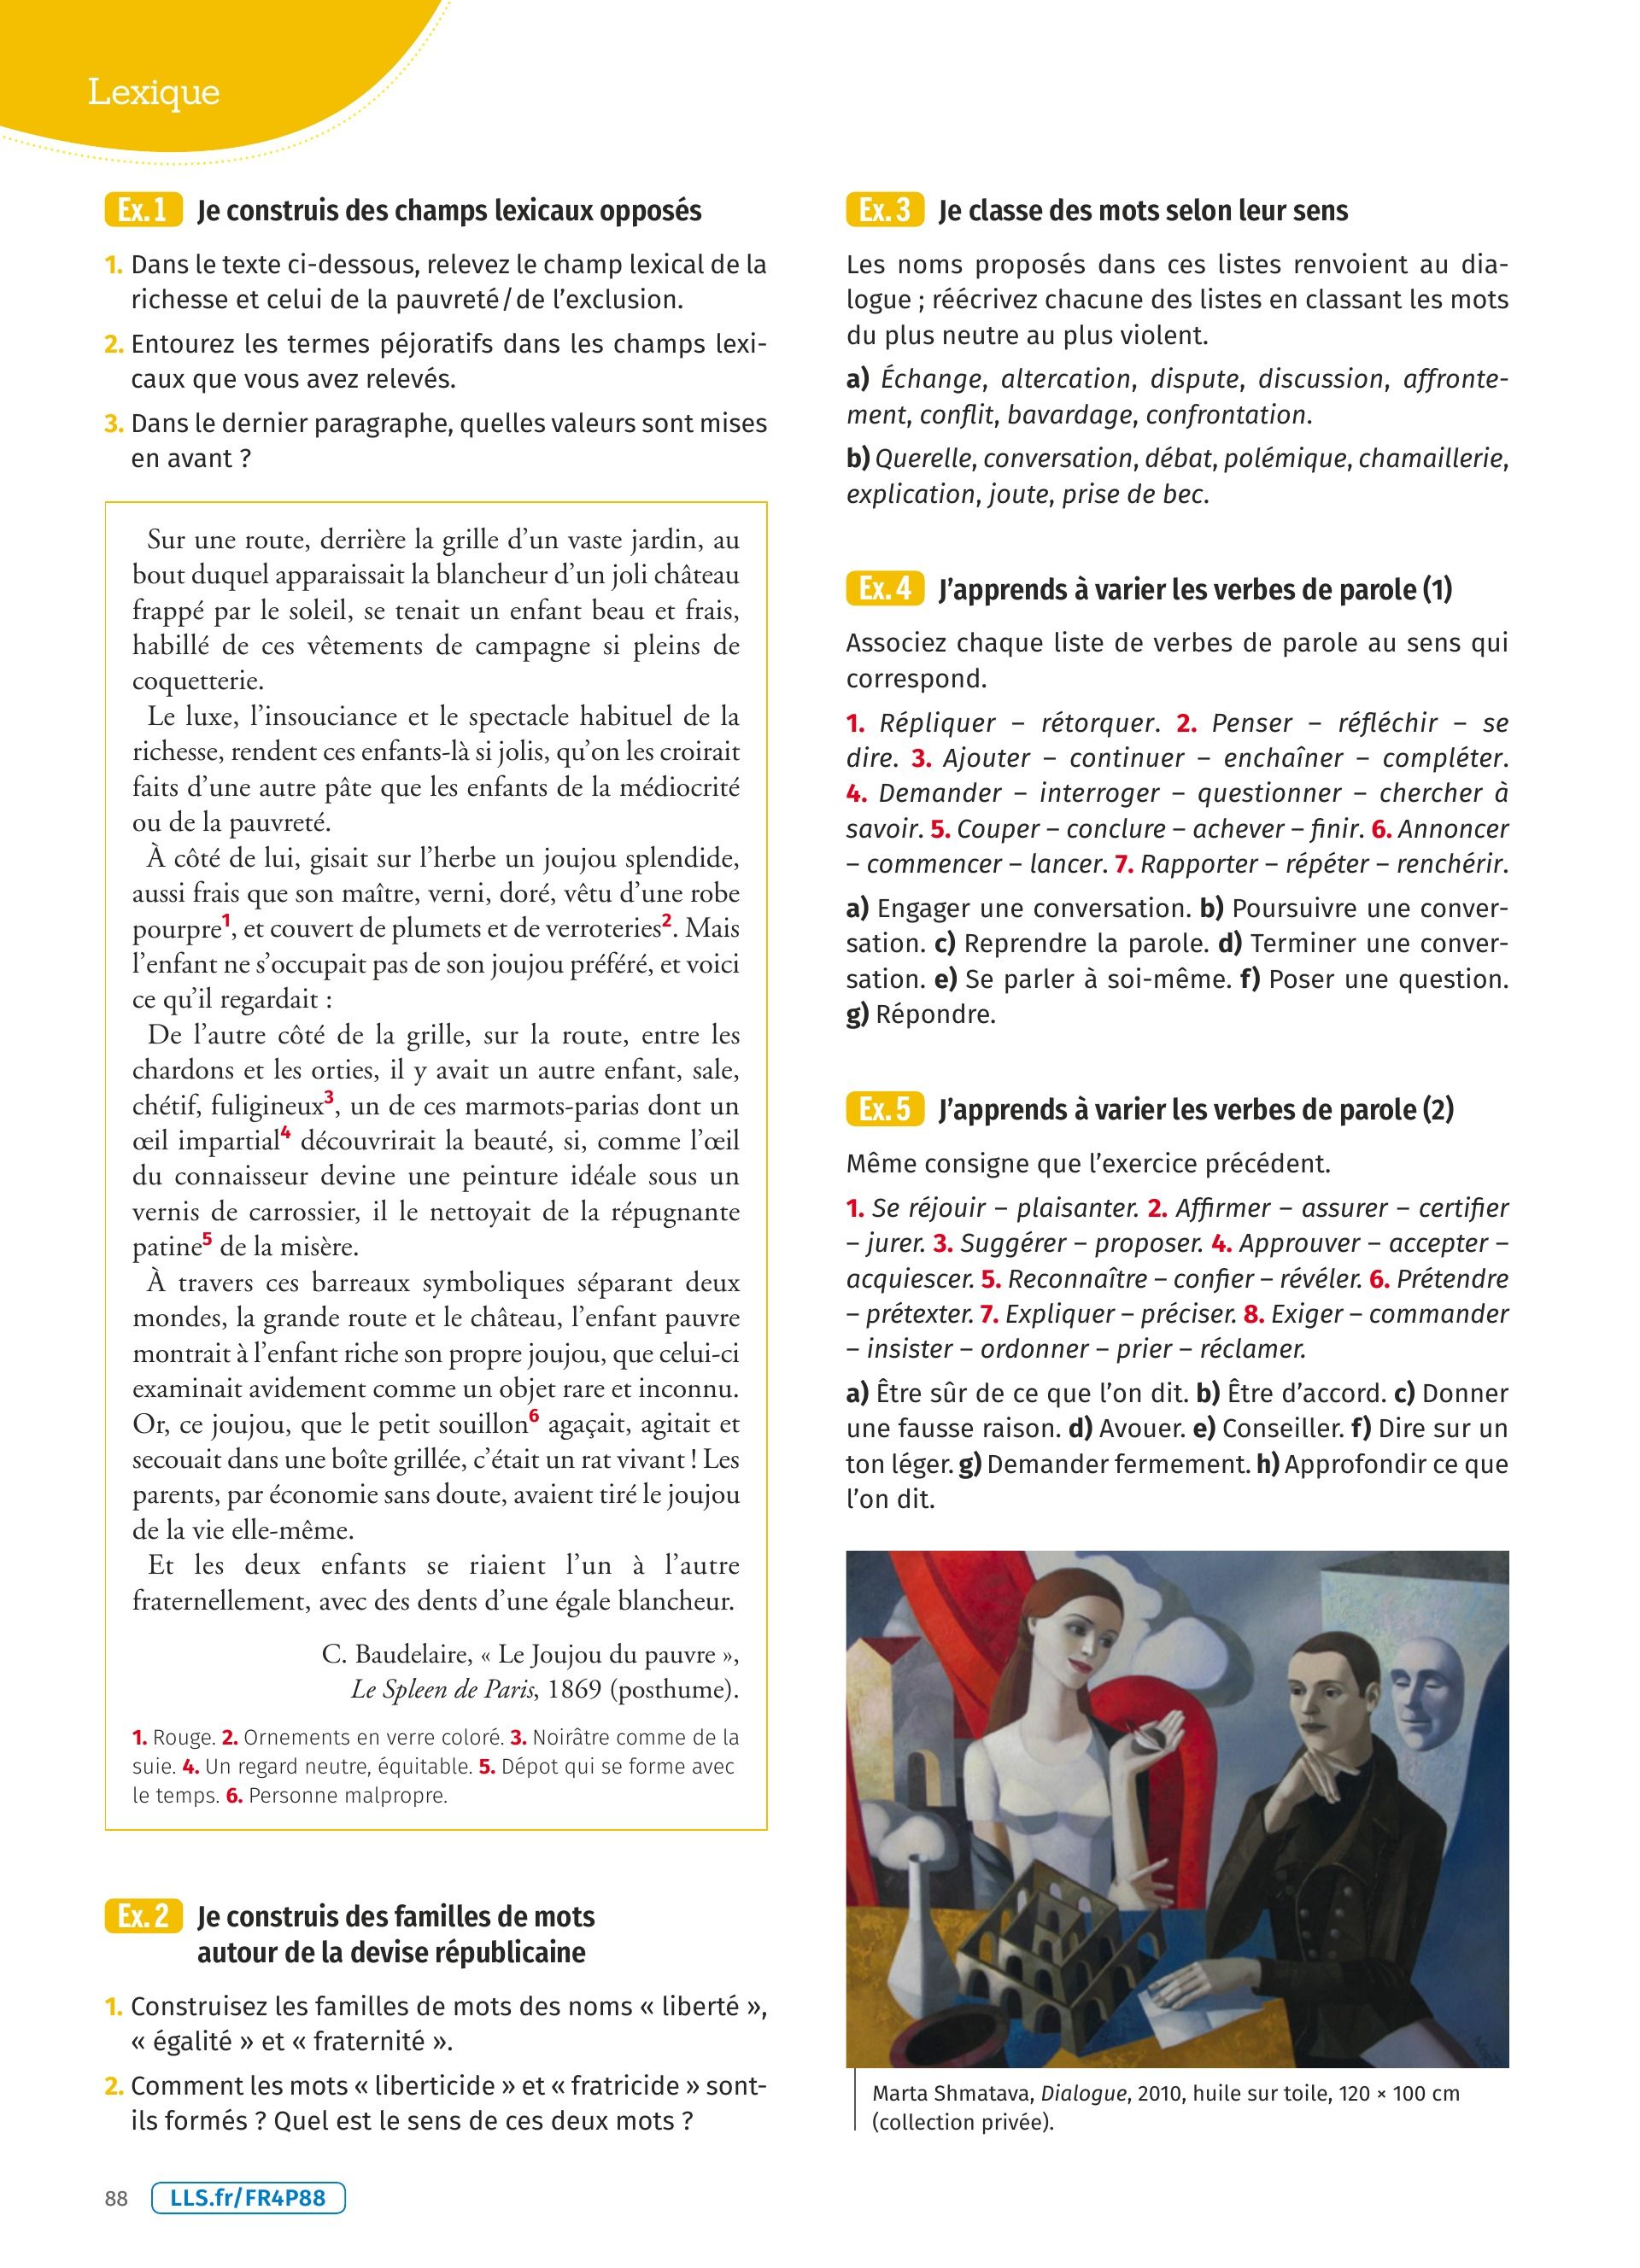 Lexique
Ex. 1 Je construis des champs lexicaux opposés
1. Dans le texte ci-dessous, relevez le champ lexical de la
richesse et celui de la pauvreté / de l’exclusion.
2. Entourez les termes péjoratifs dans les champs lexi-
caux que vous avez relevés.
3. Dans le dernier paragraphe, quelles valeurs sont mises
en avant ?
Sur une route, derrière la grille d’un vaste jardin, au
bout duquel apparaissait la blancheur d’un joli château
frappé par le soleil, se tenait un enfant beau et frais,
habillé de ces vêtements de campagne si pleins de
coquetterie.
Le luxe, l’insouciance et le spectacle habituel de la
richesse, rendent ces enfants-là si jolis, qu’on les croirait
faits d’une autre pâte que les enfants de la médiocrité
ou de la pauvreté.
À côté de lui, gisait sur l’herbe un joujou splendide,
aussi frais que son maître, verni, doré, vêtu d’une robe
pourpre1, et couvert de plumets et de verroteries2. Mais
l’enfant ne s’occupait pas de son joujou préféré, et voici
ce qu’il regardait :
De l’autre côté de la grille, sur la route, entre les
chardons et les orties, il y avait un autre enfant, sale,
chétif, fuligineux3, un de ces marmots-parias dont un
œil impartial4 découvrirait la beauté, si, comme l’œil
du connaisseur devine une peinture idéale sous un
vernis de carrossier, il le nettoyait de la répugnante
patine5 de la misère.
À travers ces barreaux symboliques séparant deux
mondes, la grande route et le château, l’enfant pauvre
montrait à l’enfant riche son propre joujou, que celui-ci
examinait avidement comme un objet rare et inconnu.
Or, ce joujou, que le petit souillon6 agaçait, agitait et
secouait dans une boîte grillée, c’était un rat vivant ! Les
parents, par économie sans doute, avaient tiré le joujou
de la vie elle-même.
Et les deux enfants se riaient l’un à l’autre
fraternellement, avec des dents d’une égale blancheur.
C. Baudelaire, « Le Joujou du pauvre »,
Le Spleen de Paris, 1869 (posthume).
1. Rouge. 2. Ornements en verre coloré. 3. Noirâtre comme de la
suie. 4. Un regard neutre, équitable. 5. Dépot qui se forme avec
le temps. 6. Personne malpropre.
Ex. 2 Je construis des familles de mots
autour de la devise républicaine
1. Construisez les familles de mots des noms « liberté »,
« égalité » et « fraternité ».
2. Comment les mots « liberticide » et « fratricide » sont-
ils formés ? Quel est le sens de ces deux mots ?
Ex. 3 Je classe des mots selon leur sens
Les noms proposés dans ces listes renvoient au dia-
logue ; réécrivez chacune des listes en classant les mots
du plus neutre au plus violent.
a) Échange, altercation, dispute, discussion, affronte-
ment, conflit, bavardage, confrontation.
b) Querelle, conversation, débat, polémique, chamaillerie,
explication, joute, prise de bec.
Ex. 4 J’apprends à varier les verbes de parole (1)
Associez chaque liste de verbes de parole au sens qui
correspond.
1. Répliquer – rétorquer. 2. Penser – réfléchir – se
dire. 3. Ajouter – continuer – enchaîner – compléter.
4. Demander – interroger – questionner – chercher à
savoir. 5. Couper – conclure – achever – finir. 6. Annoncer
– commencer – lancer. 7. Rapporter – répéter – renchérir.
a) Engager une conversation. b) Poursuivre une conver-
sation. c) Reprendre la parole. d) Terminer une conver-
sation. e) Se parler à soi-même. f) Poser une question.
g) Répondre.
Ex. 5 J’apprends à varier les verbes de parole (2)
Même consigne que l’exercice précédent.
1. Se réjouir – plaisanter. 2. Affirmer – assurer – certifier
– jurer. 3. Suggérer – proposer. 4. Approuver – accepter –
acquiescer. 5. Reconnaître – confier – révéler. 6. Prétendre
– prétexter. 7. Expliquer – préciser. 8. Exiger – commander
– insister – ordonner – prier – réclamer.
a) Être sûr de ce que l’on dit. b) Être d’accord. c) Donner
une fausse raison. d) Avouer. e) Conseiller. f) Dire sur un
ton léger. g) Demander fermement. h) Approfondir ce que
l’on dit.
Marta Shmatava, Dialogue, 2010, huile sur toile, 120 × 100 cm
(collection privée).
88 LLS.fr/FR4P88